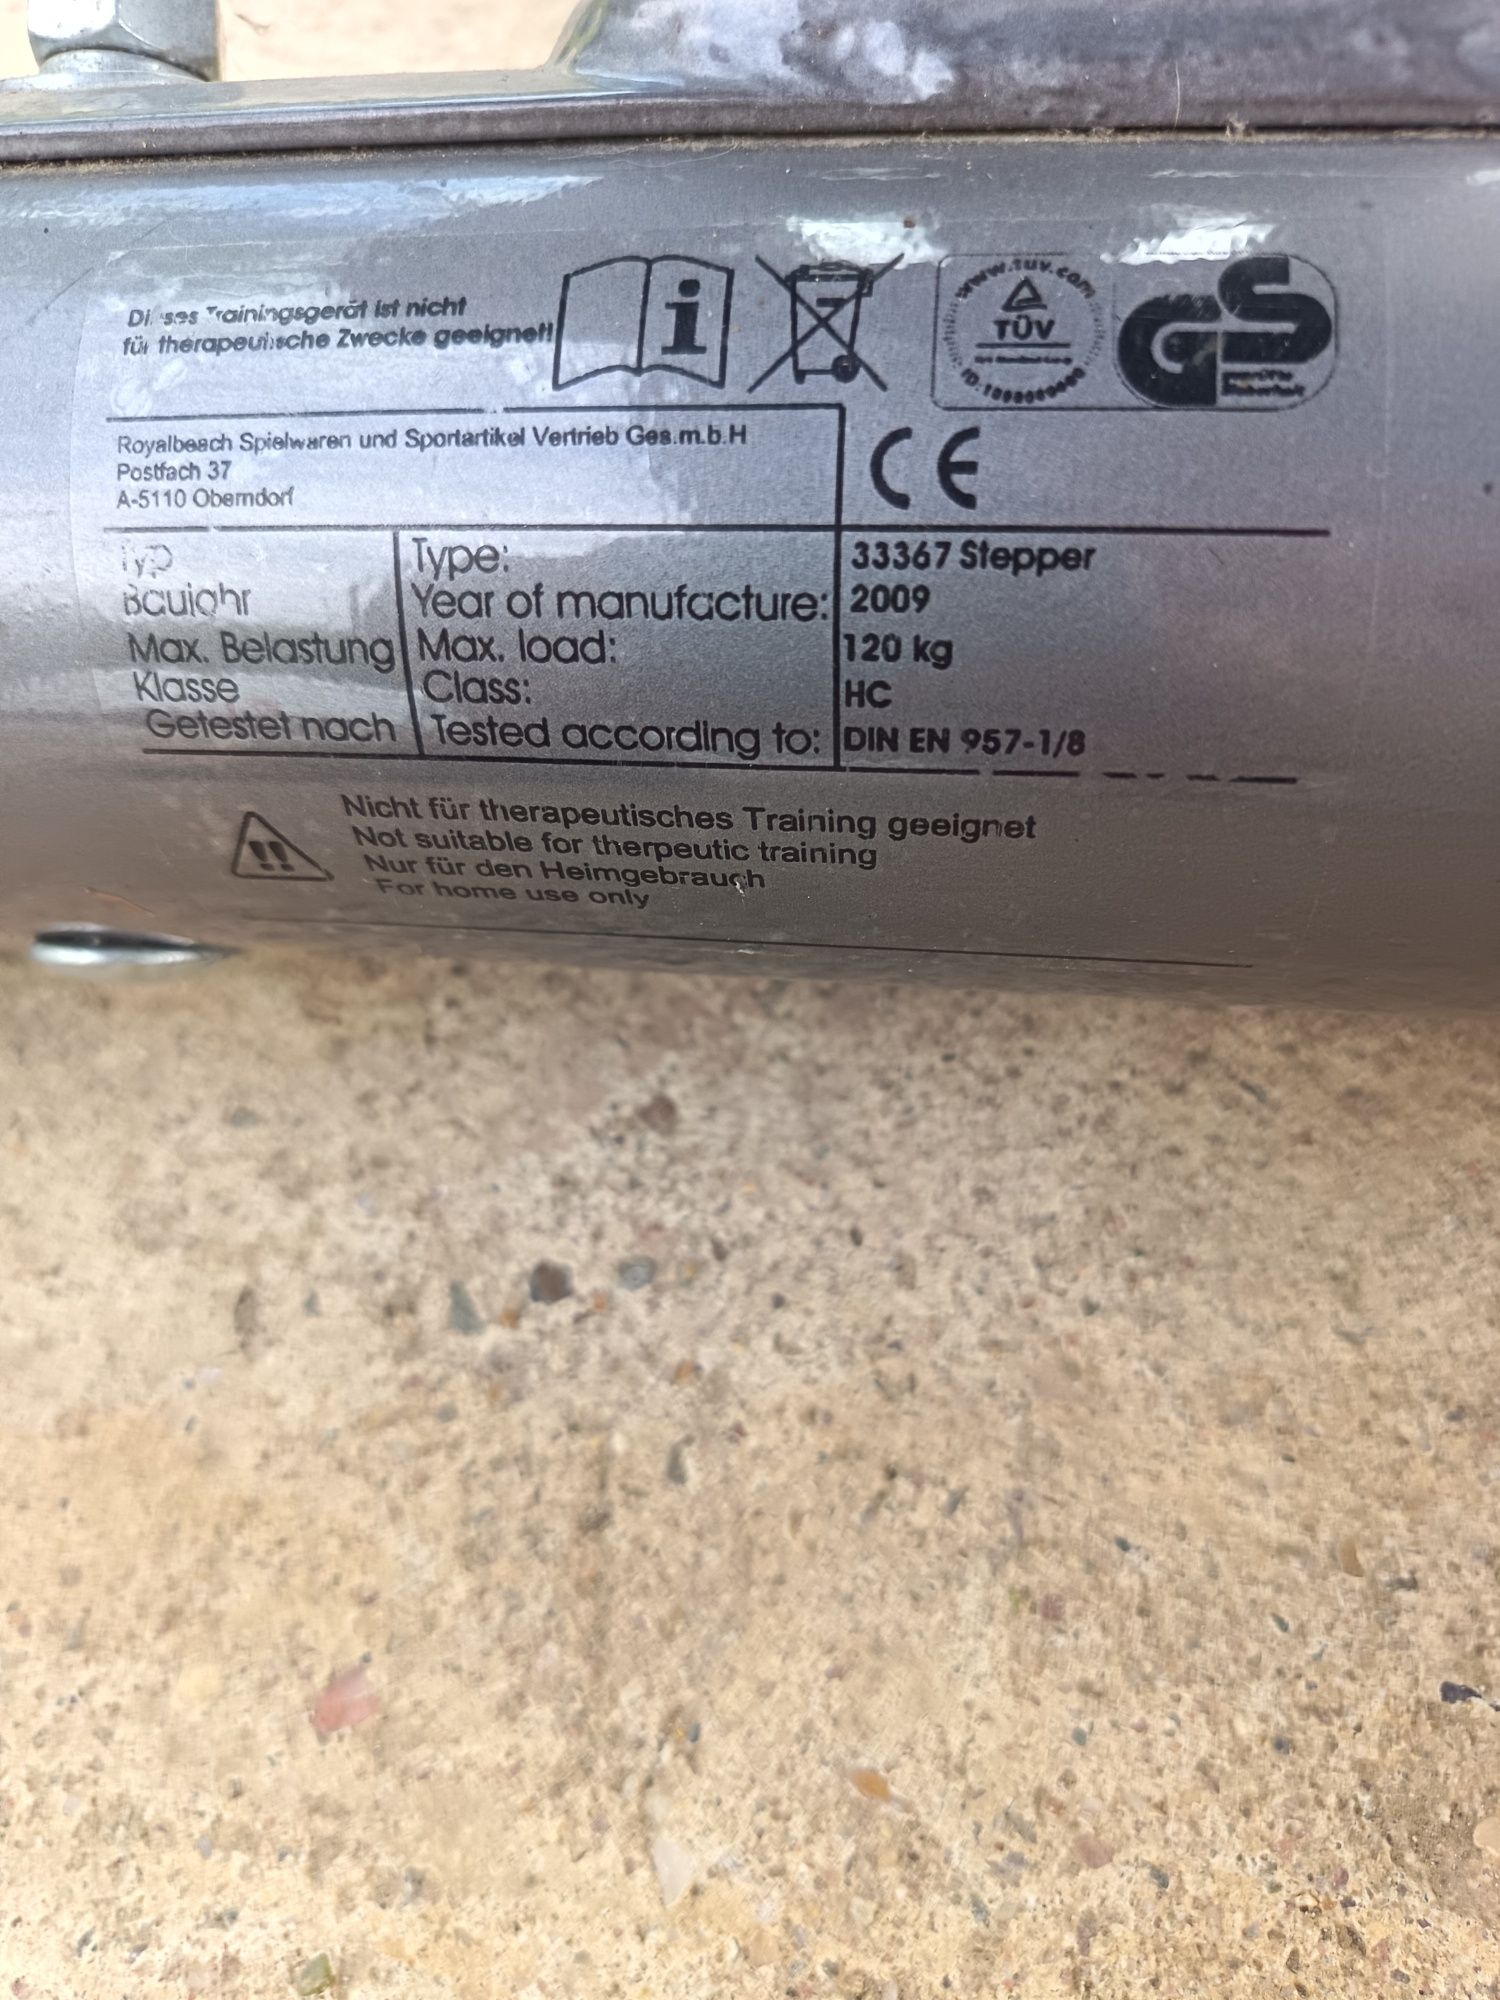 Dieses Trainingsgerät ist nicht
für therapeutische Zwecke geeignet!
i
www.tuv.com
TÜV
GS
geprüfte
Sicherheit
Royalbeach Spielwaren und Sportartikel Vertrieb Ges.m.b.H
Postfach 37
A-5110 Oberndorf
CE
Typ Type: 33367 Stepper
Baujahr Year of manufacture: 2009
Max. Belastung Max. load: 120 kg
Klasse Class: HC
Getestet nach Tested according to: DIN EN 957-1/8
!! Nicht für therapeutisches Training geeignet
Not suitable for therpeutic training
Nur für den Heimgebrauch
For home use only